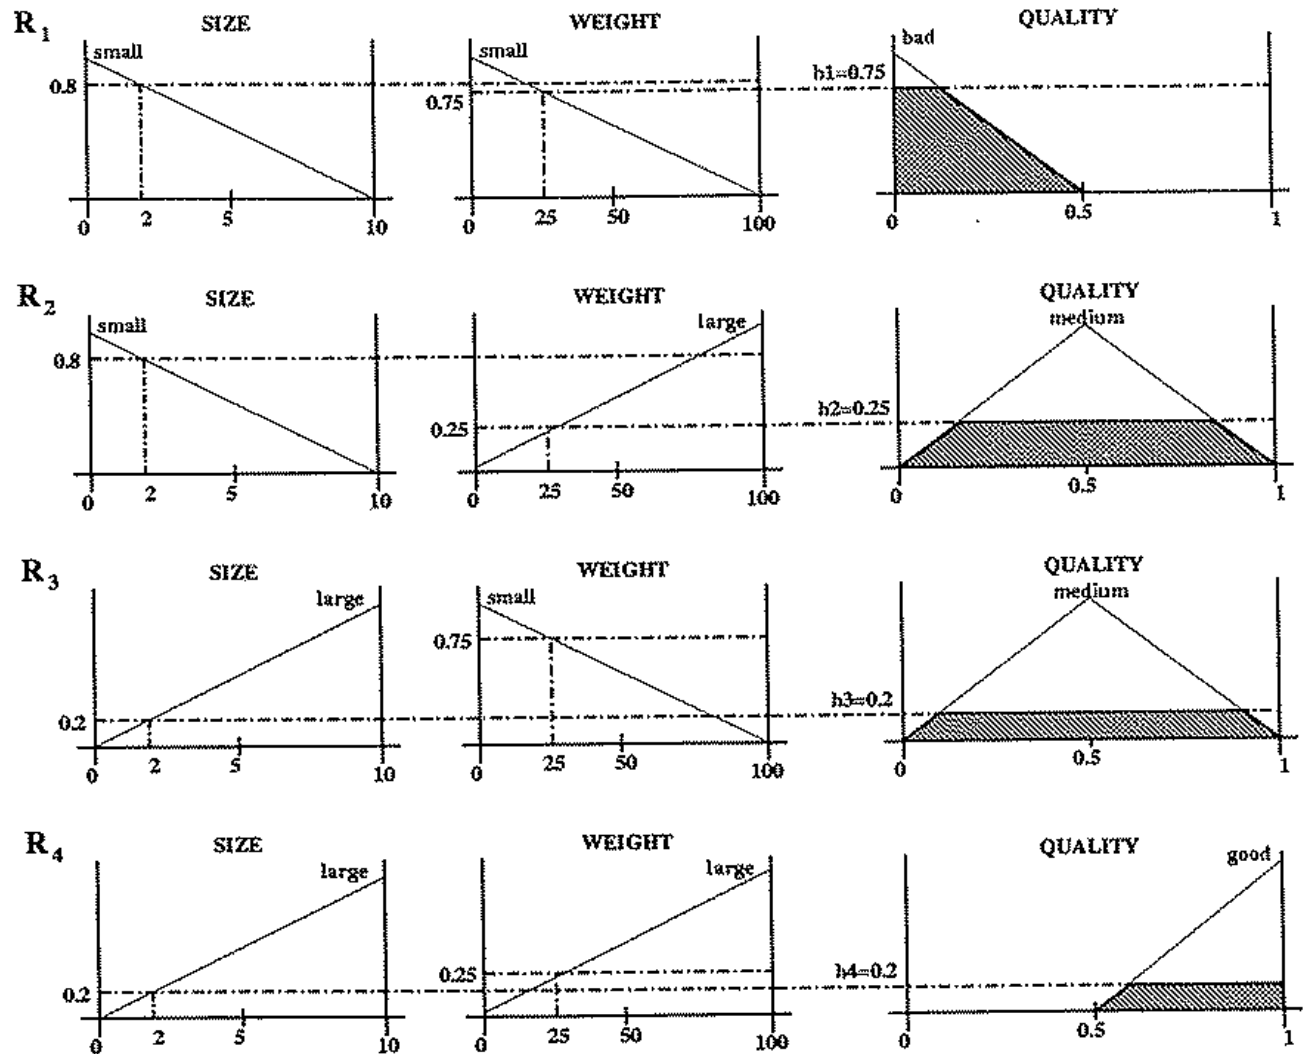 R1 SIZE WEIGHT QUALITY
small small bad
0.8 0.75 h1=0.75
0 2 5 10 0 25 50 100 0 0.5 1
R2 SIZE WEIGHT QUALITY
small large medium
0.8 0.25 h2=0.25
0 2 5 10 0 25 50 100 0 0.5 1
R3 SIZE WEIGHT QUALITY
large small medium
0.2 0.75 h3=0.2
0 2 5 10 0 25 50 100 0 0.5 1
R4 SIZE WEIGHT QUALITY
large large good
0.2 0.25 h4=0.2
0 2 5 10 0 25 50 100 0 0.5 1